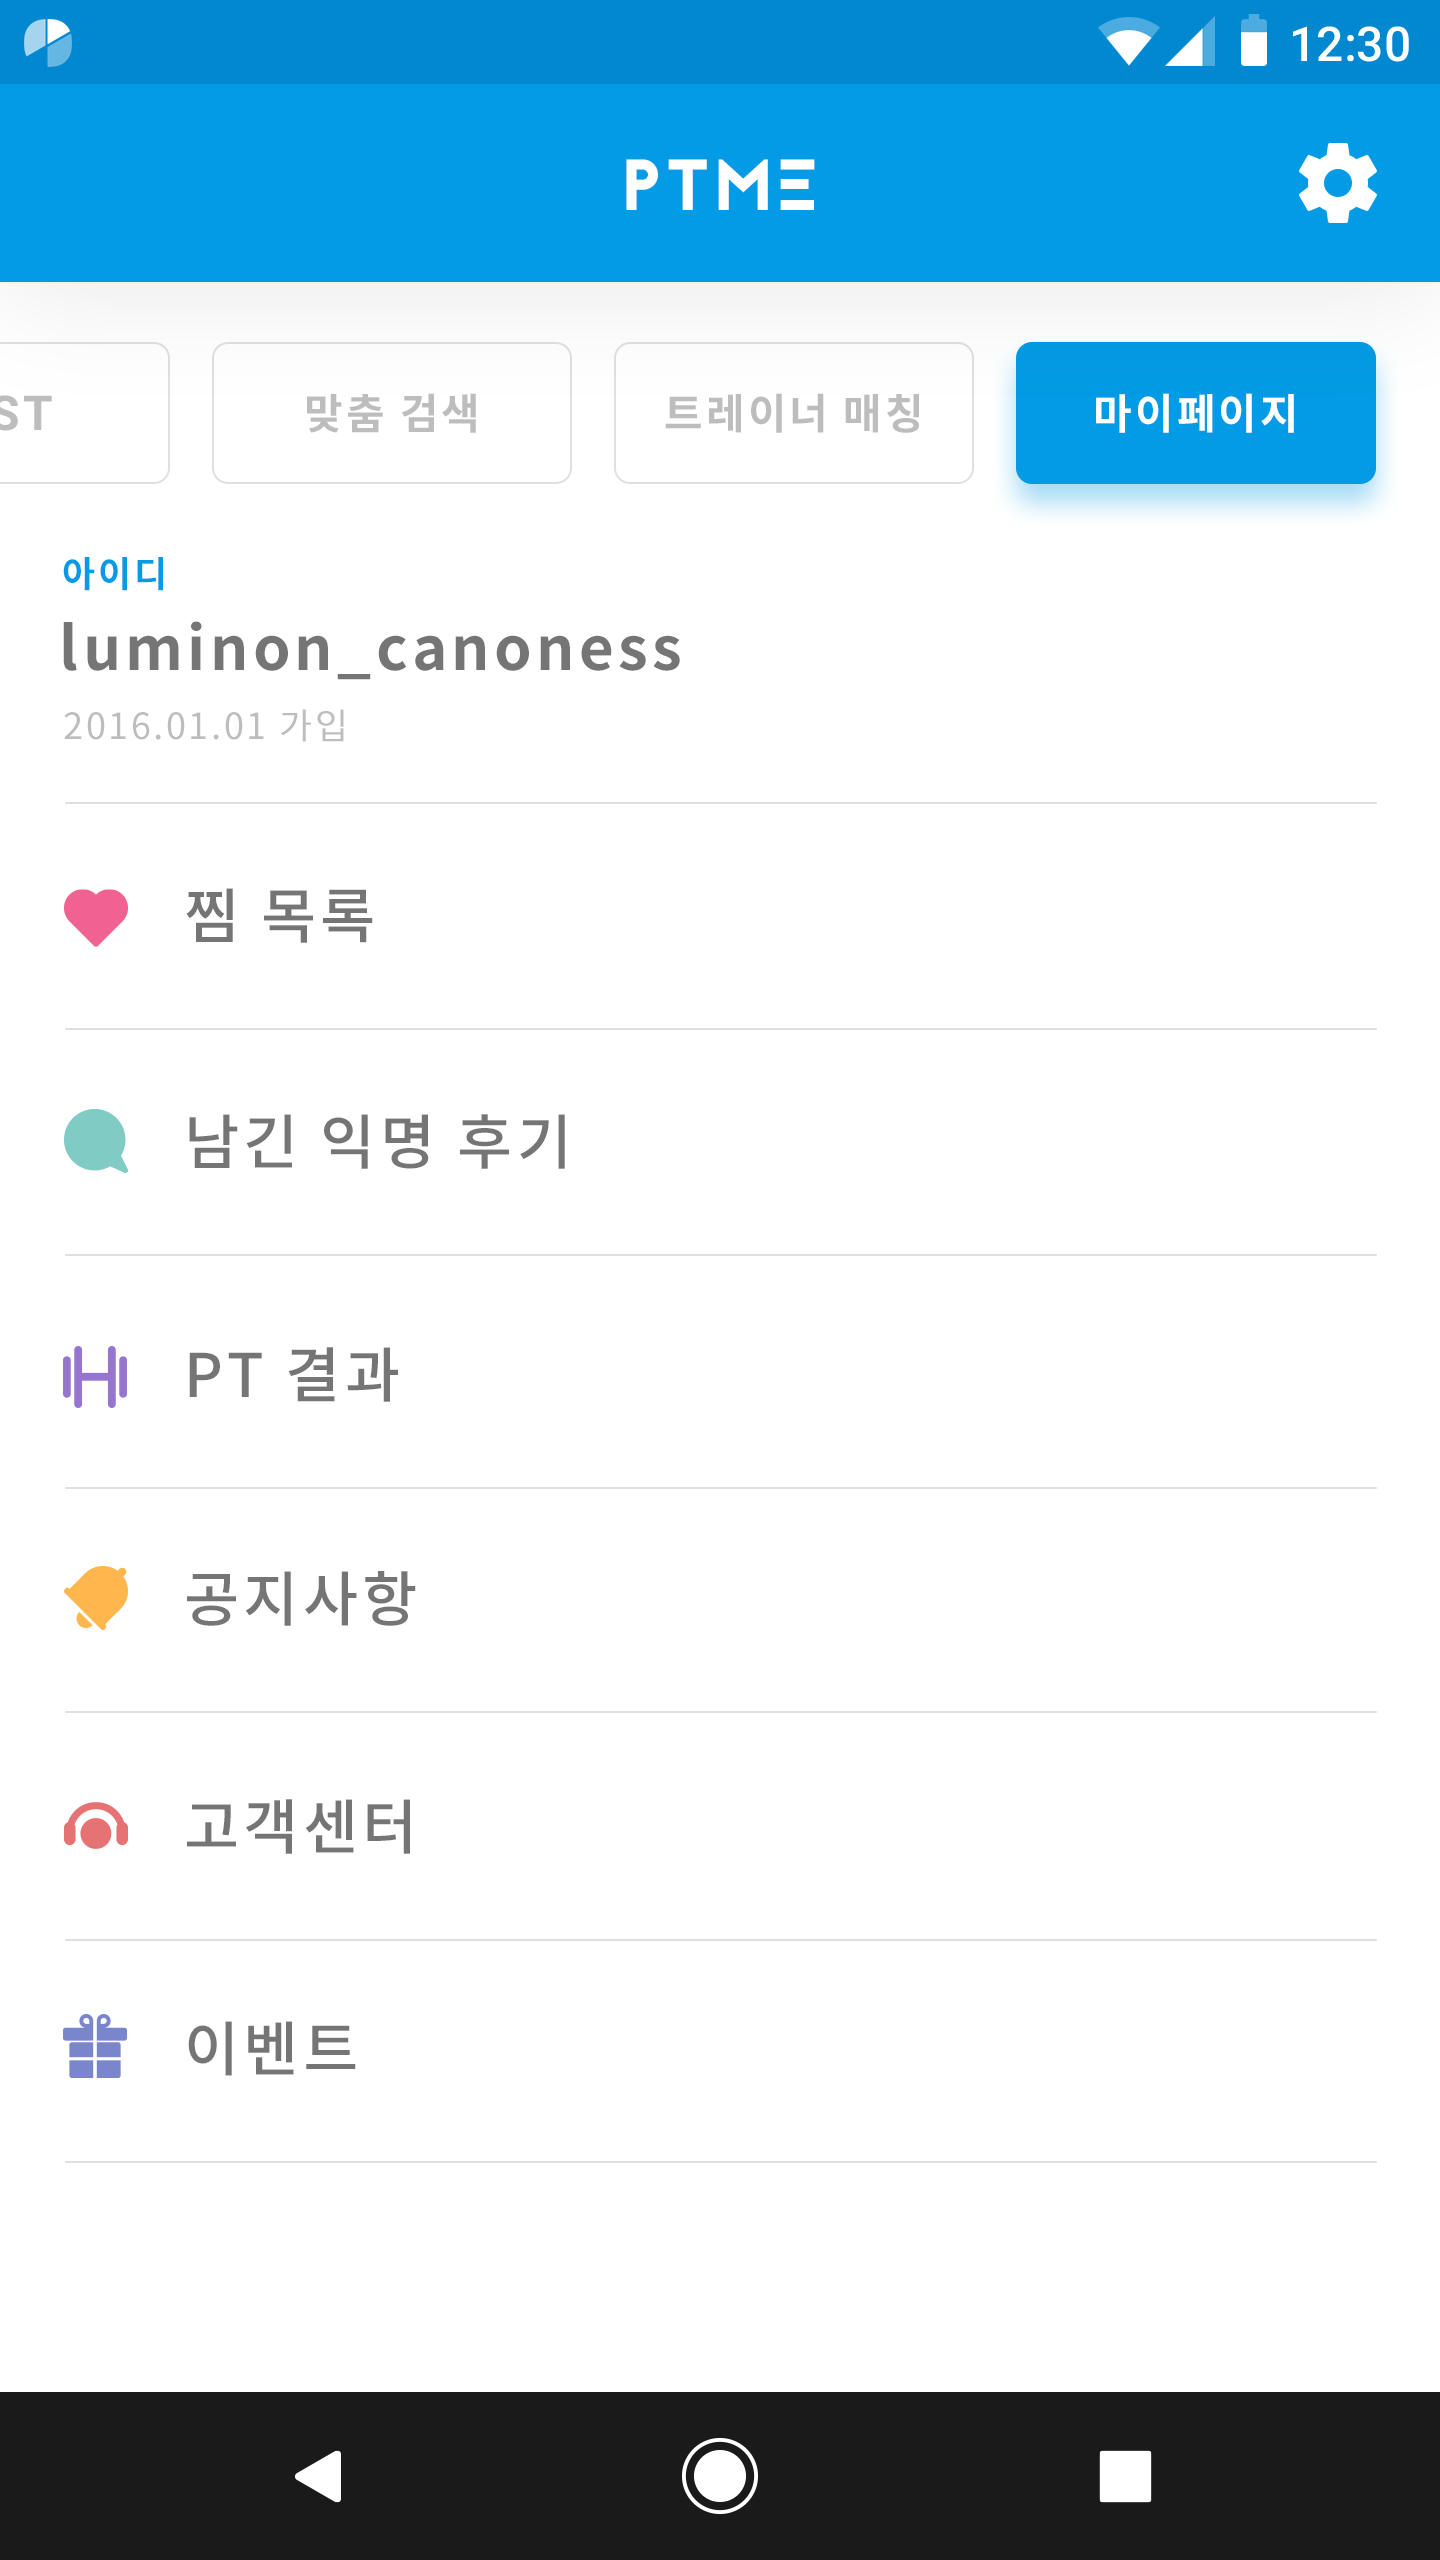 12:30
PTME
ST 맞춤 검색 트레이너 매칭 마이페이지
아이디
luminon_canoness
2016.01.01 가입
찜 목록
남긴 익명 후기
PT 결과
공지사항
고객센터
이벤트